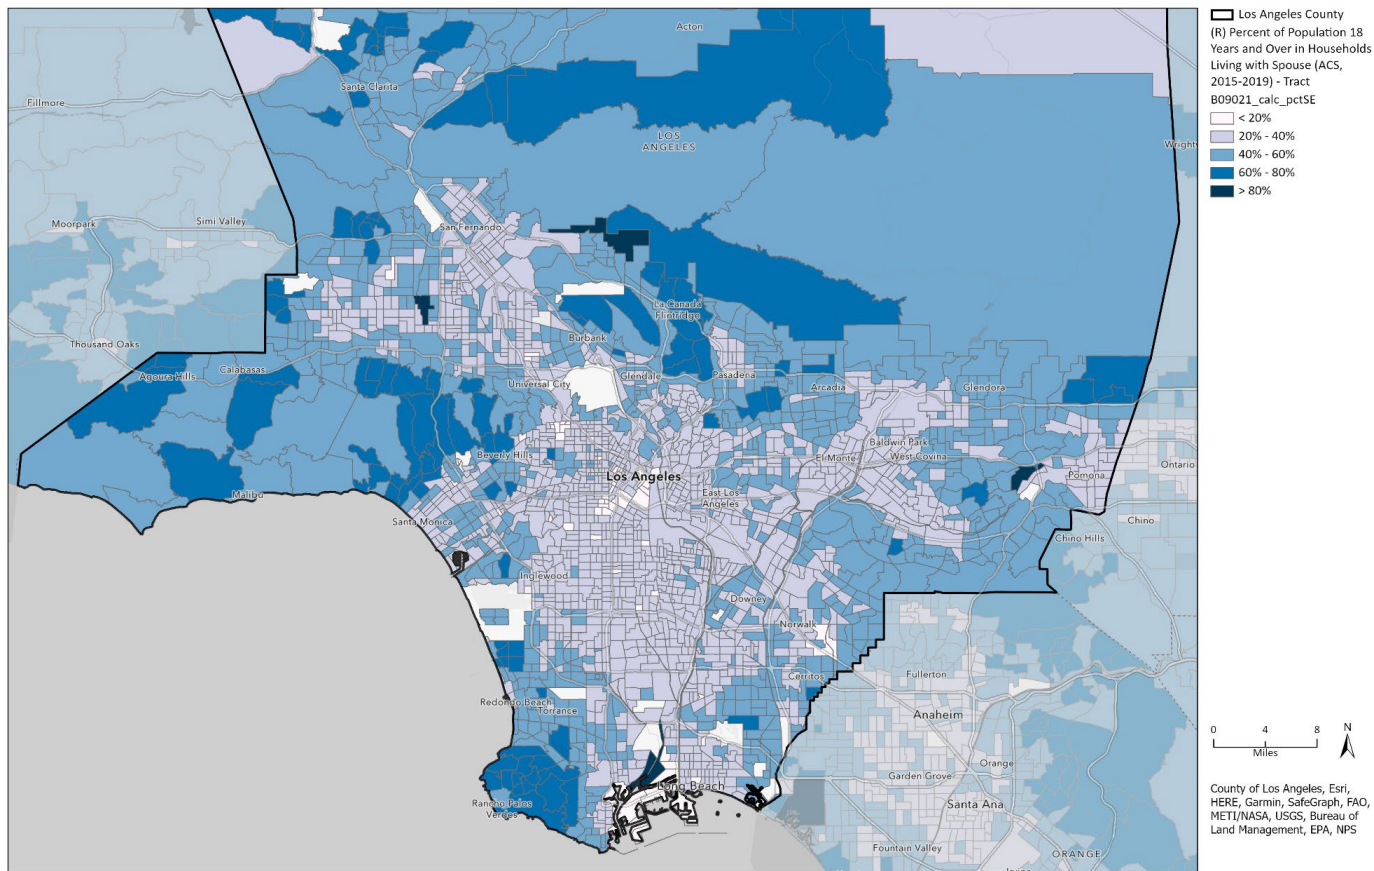 Los Angeles County
(R) Percent of Population 18
Years and Over in Households
Living with Spouse (ACS,
2015-2019) - Tract
B09021_calc_pctSE
< 20%
20% - 40%
40% - 60%
60% - 80%
> 80%
Acton
Santa Clarita
Fillmore
LOS
ANGELES
Moorpark
Simi Valley
San Fernando
La Cañada
Flintridge
Thousand Oaks
Burbank
Agoura Hills
Calabasas
Universal City
Glendale
Pasadena
Arcadia
Glendora
Beverly Hills
Baldwin Park
El Monte
West Covina
Ontario
Los Angeles
Pomona
Malibu
East Los
Angeles
Santa Monica
Chino
Chino Hills
Inglewood
Downey
Norwalk
Cerritos
Fullerton
Redondo Beach
Torrance
Anaheim
Orange
Garden Grove
Long Beach
Rancho Palos
Verdes
Santa Ana
Fountain Valley
ORANGE
0 4 8
Miles
N
County of Los Angeles, Esri,
HERE, Garmin, SafeGraph, FAO,
METI/NASA, USGS, Bureau of
Land Management, EPA, NPS